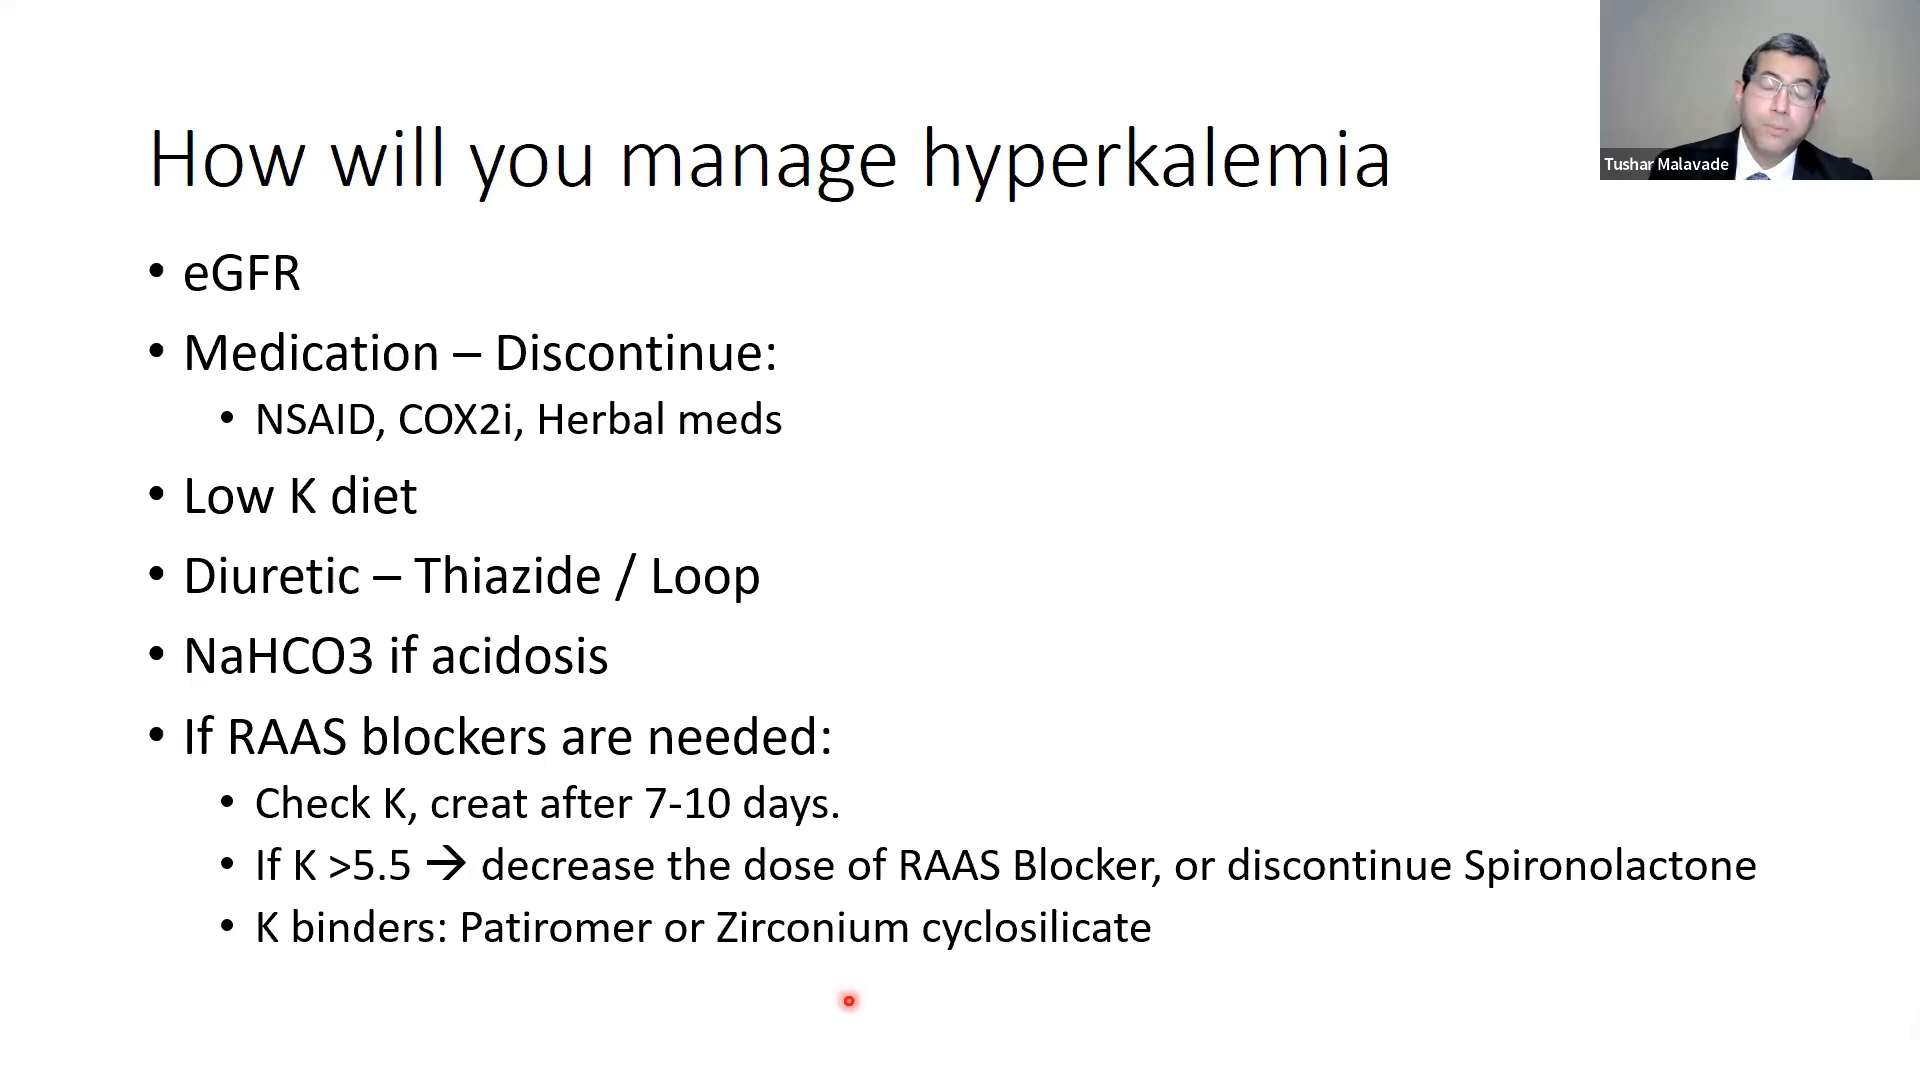 Tushar Malavade
How will you manage hyperkalemia
• eGFR
• Medication – Discontinue:
• NSAID, COX2i, Herbal meds
• Low K diet
• Diuretic – Thiazide / Loop
• NaHCO3 if acidosis
• If RAAS blockers are needed:
• Check K, creat after 7-10 days.
• If K >5.5 → decrease the dose of RAAS Blocker, or discontinue Spironolactone
• K binders: Patiromer or Zirconium cyclosilicate